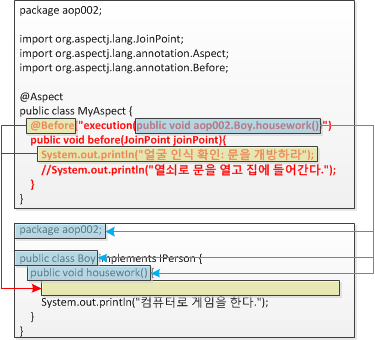 package aop002;
import org.aspectj.lang.JoinPoint;
import org.aspectj.lang.annotation.Aspect;
import org.aspectj.lang.annotation.Before;
@Aspect
public class MyAspect {
@Before("execution(public void aop002.Boy.housework())")
public void before(JoinPoint joinPoint){
System.out.println("얼굴 인식 확인: 문을 개방하라");
//System.out.println("열쇠로 문을 열고 집에 들어간다.");
}
}
package aop002;
public class Boy implements IPerson {
public void housework() {
System.out.println("컴퓨터로 게임을 한다.");
}
}